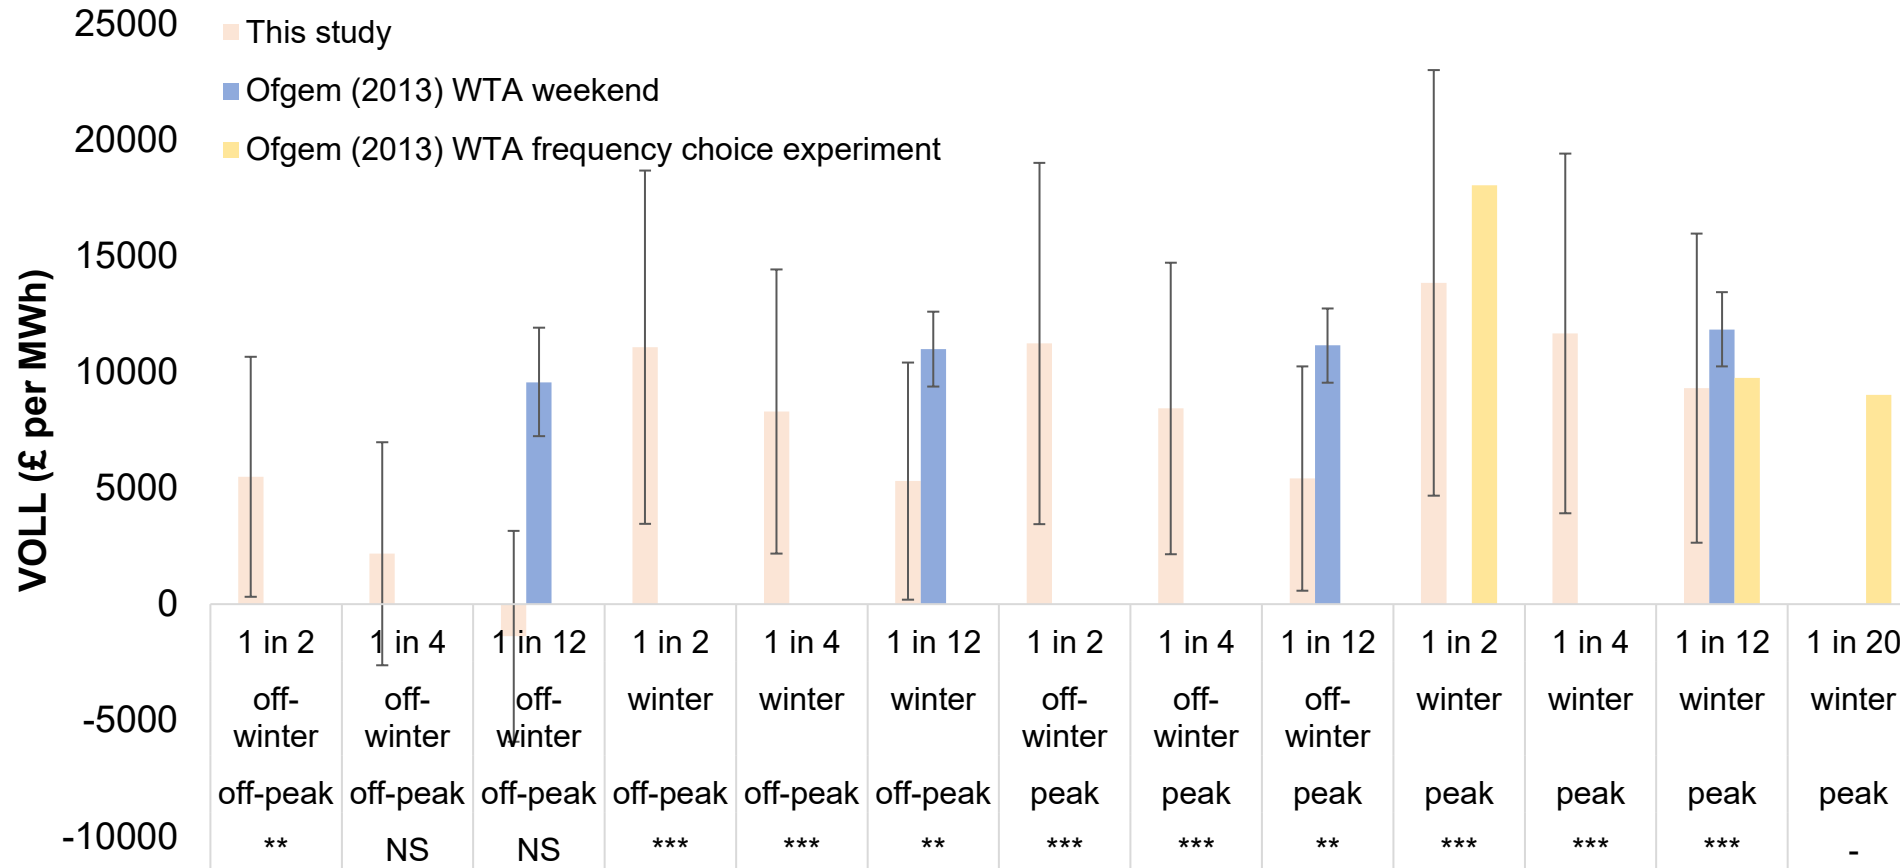 25000
20000
15000
10000
5000
0
-5000
-10000
VOLL (£ per MWh)
This study
Ofgem (2013) WTA weekend
Ofgem (2013) WTA frequency choice experiment
1 in 2 1 in 4 1 in 12 1 in 2 1 in 4 1 in 12 1 in 2 1 in 4 1 in 12 1 in 2 1 in 4 1 in 12 1 in 20
off- off- off- winter winter winter off- off- off- winter winter winter winter
winter winter winter winter winter winter
off-peak off-peak off-peak off-peak off-peak off-peak peak peak peak peak peak peak peak
** NS NS *** *** ** *** *** ** *** *** *** -